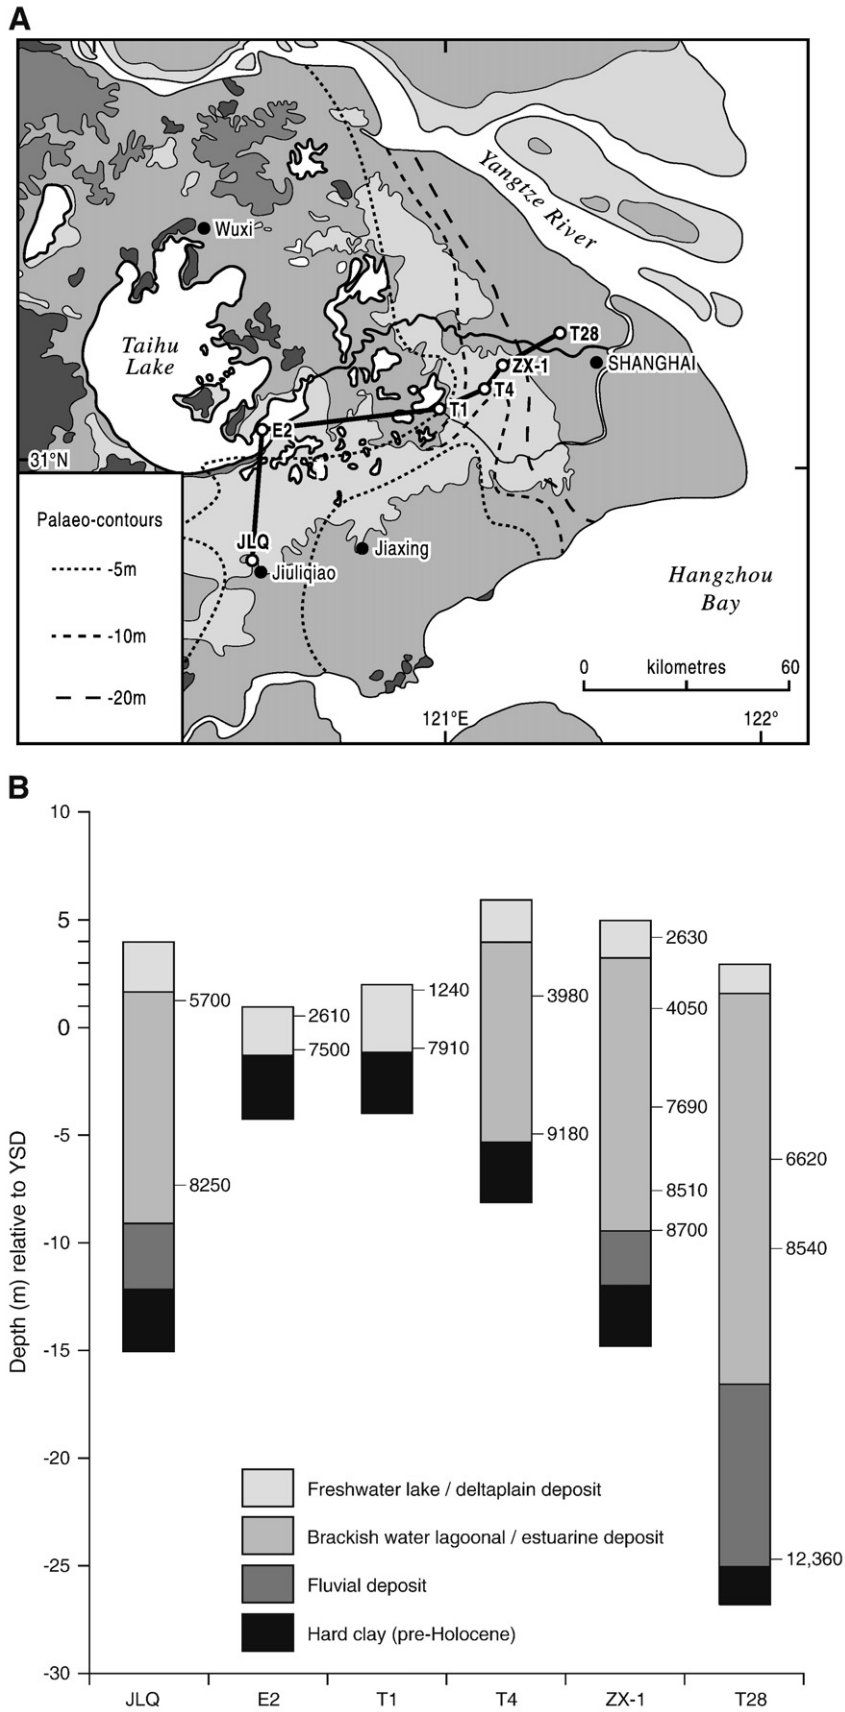 A
Yangtze River
Wuxi
Taihu
Lake
T28
SHANGHAI
ZX-1
T4
T1
E2
31°N
Palaeo-contours
-5m
-10m
-20m
JLQ
Jiuliqiao
Jiaxing
Hangzhou
Bay
0 kilometres 60
121°E 122°
B
Depth (m) relative to YSD
10
5
0
-5
-10
-15
-20
-25
-30
5700
8250
2610
7500
1240
7910
3980
9180
2630
4050
7690
8510
8700
6620
8540
12,360
Freshwater lake / deltaplain deposit
Brackish water lagoonal / estuarine deposit
Fluvial deposit
Hard clay (pre-Holocene)
JLQ E2 T1 T4 ZX-1 T28